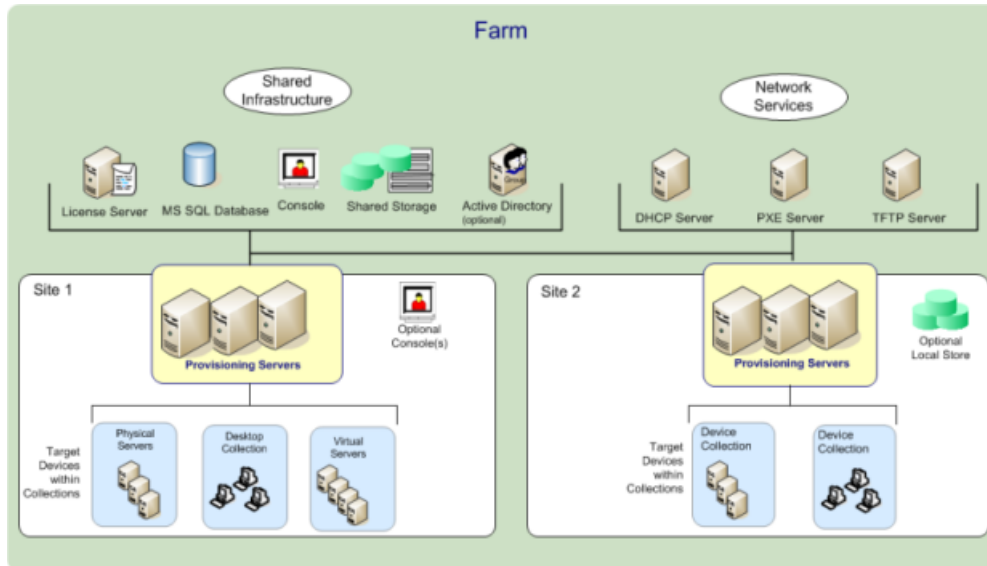 Farm
Shared
Infrastructure
Network
Services
License Server
MS SQL Database
Console
Shared Storage
Group
Active Directory
(optional)
DHCP Server
PXE Server
TFTP Server
Site 1
Provisioning Servers
Optional
Console(s)
Target
Devices
within
Collections
Physical
Servers
Desktop
Collection
Virtual
Servers
Site 2
Provisioning Servers
Optional
Local Store
Target
Devices
within
Collections
Device
Collection
Device
Collection